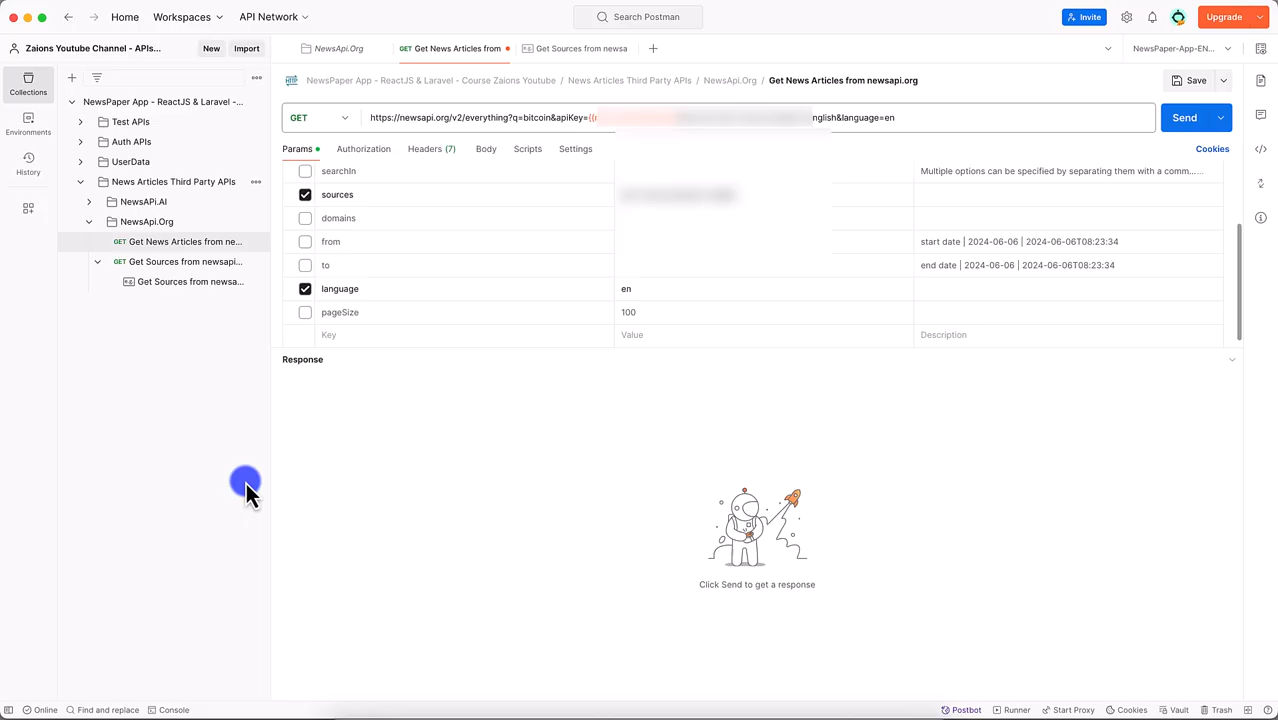 Home Workspaces API Network Search Postman Invite Upgrade
Zaions Youtube Channel - APIs... New Import NewsApi.Org GET Get News Articles from Get Sources from newsa NewsPaper-App-EN...
Collections
Environments
History
NewsPaper App - ReactJS & Laravel -...
Test APIs
Auth APIs
UserData
News Articles Third Party APIs
NewsAPi.AI
NewsApi.Org
GET Get News Articles from ne...
GET Get Sources from newsapi...
Get Sources from newsa...
NewsPaper App - ReactJS & Laravel - Course Zaions Youtube / News Articles Third Party APIs / NewsApi.Org / Get News Articles from newsapi.org Save
GET https://newsapi.org/v2/everything?q=bitcoin&apiKey={{ nglish&language=en Send
Params Authorization Headers (7) Body Scripts Settings Cookies
searchIn Multiple options can be specified by separating them with a comm......
sources
domains
from start date | 2024-06-06 | 2024-06-06T08:23:34
to end date | 2024-06-06 | 2024-06-06T08:23:34
language en
pageSize 100
Key Value Description
Response
Click Send to get a response
Online Find and replace Console Postbot Runner Start Proxy Cookies Vault Trash